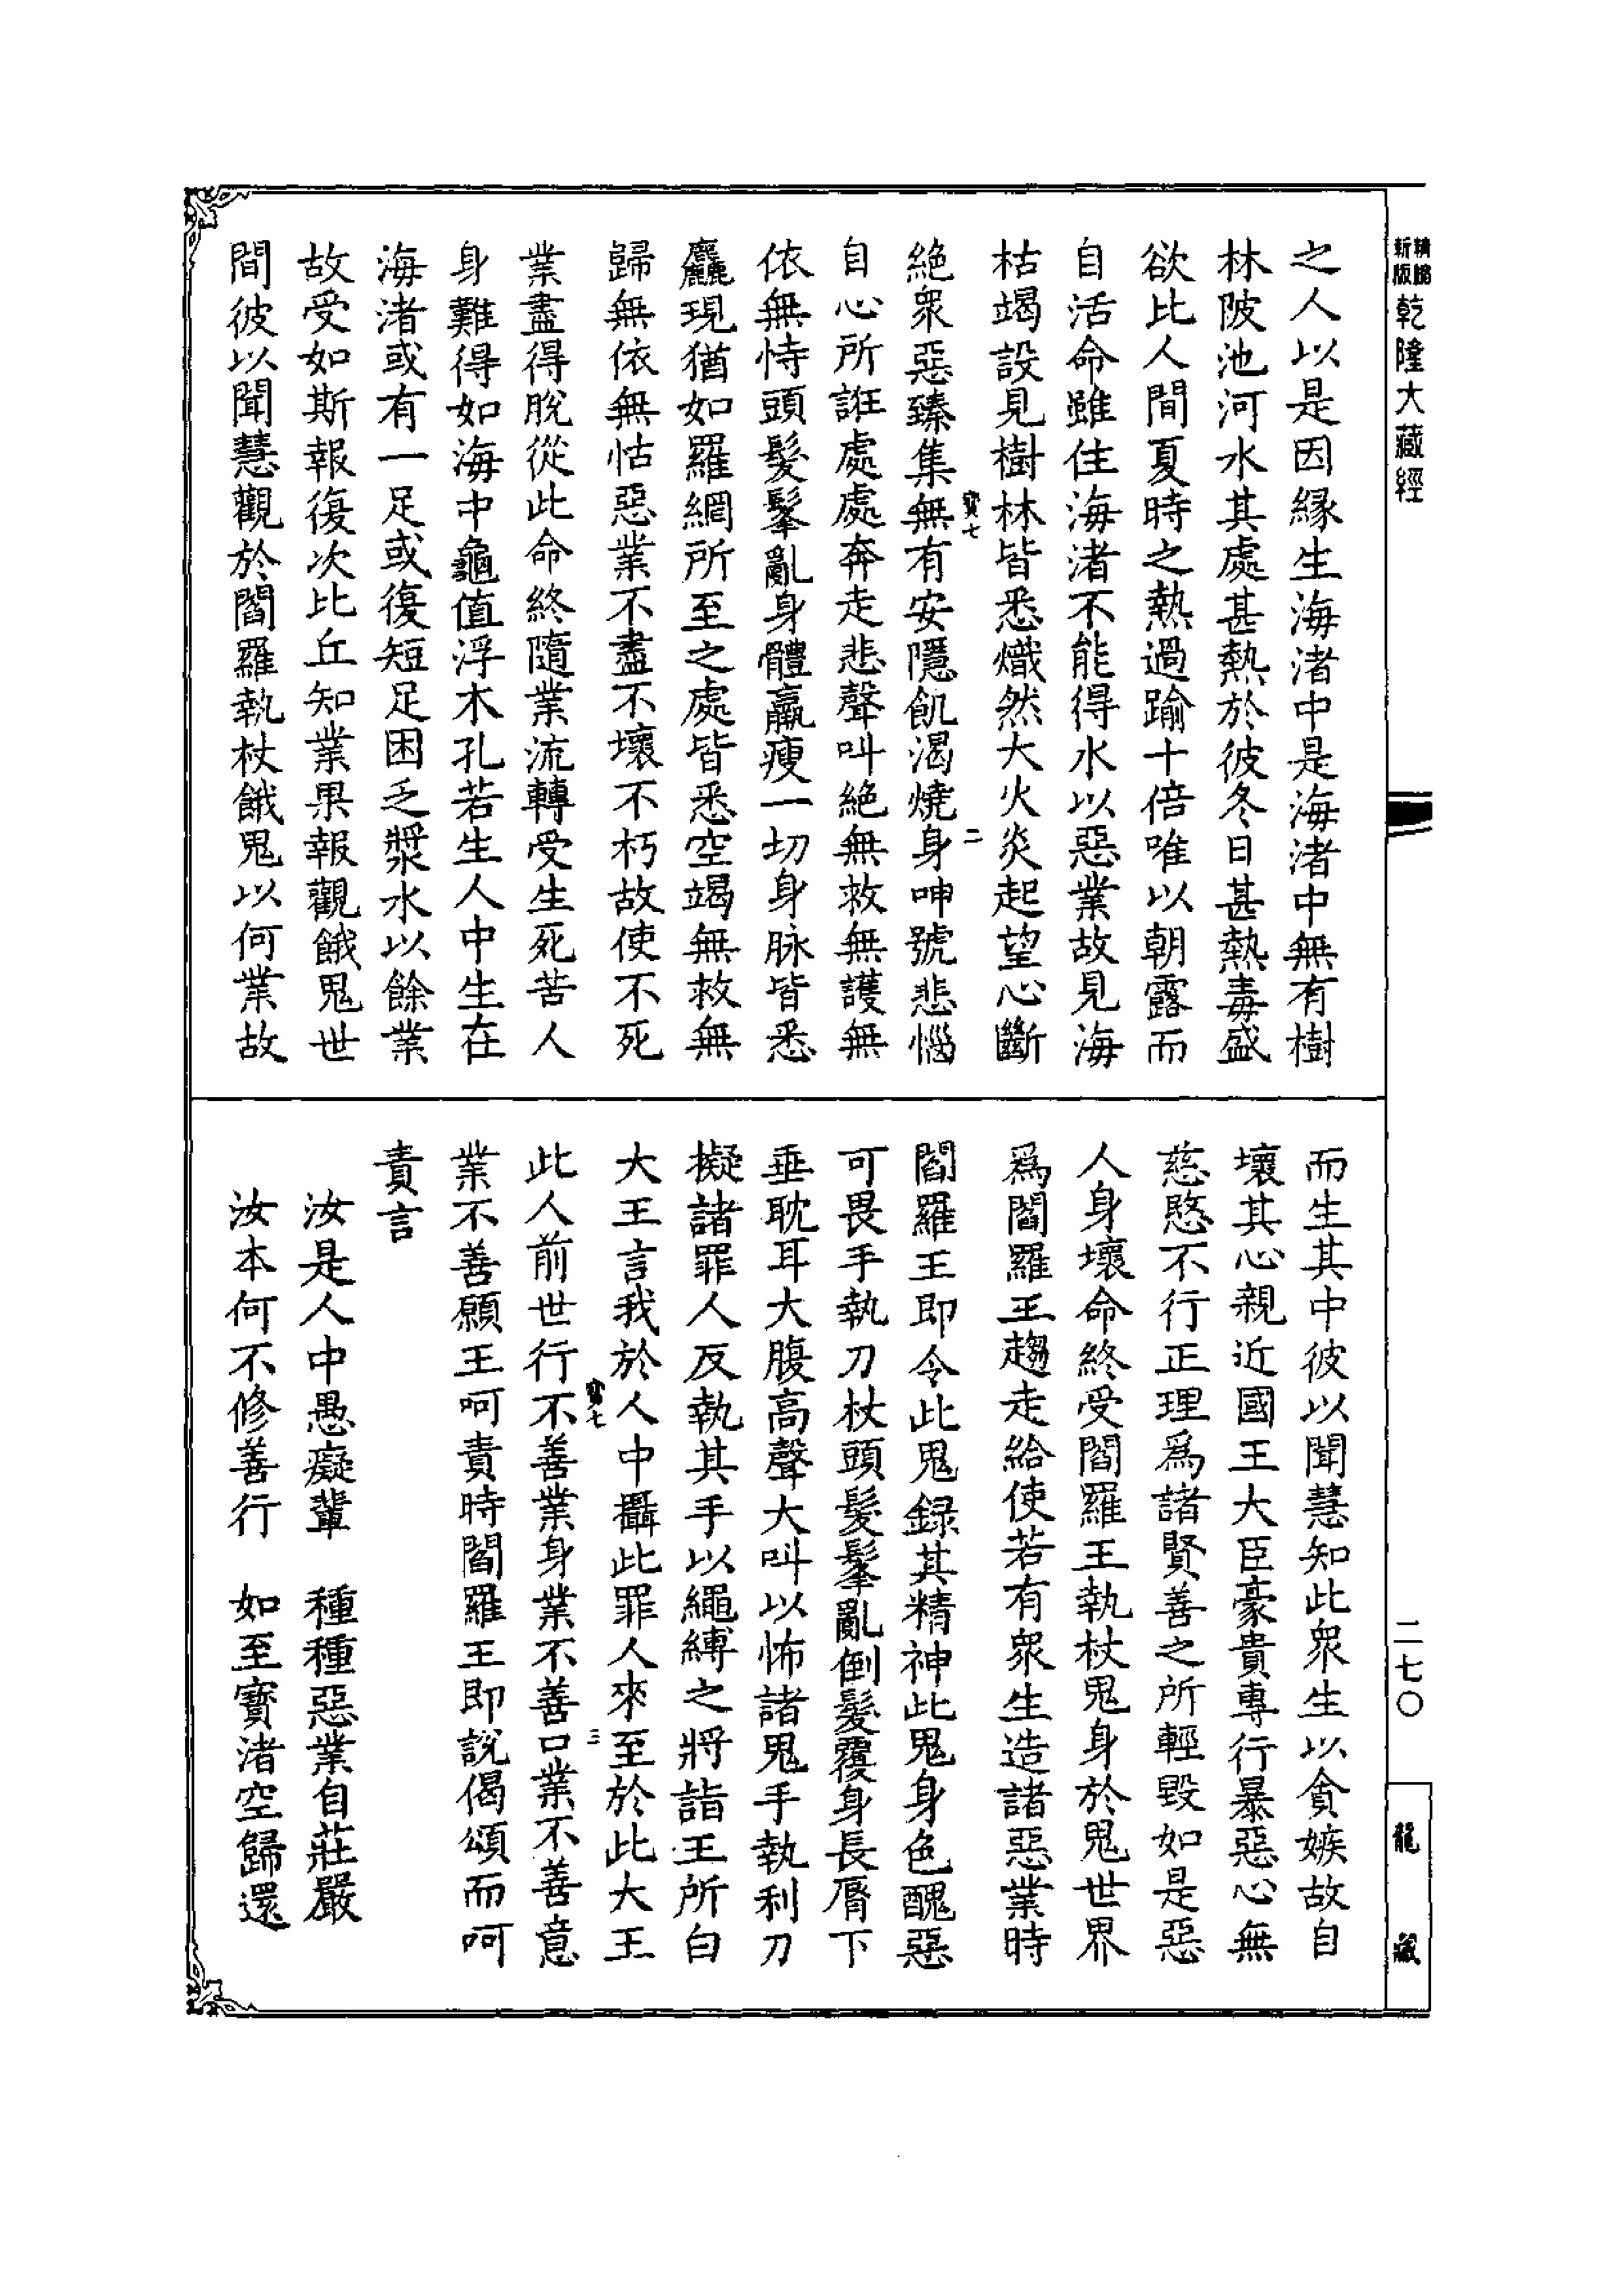 精縮
新版
乾隆大藏經
之人以是因緣生海渚中是海渚中無有樹
林陂池河水其處甚熱於彼冬日甚熱毒盛
欲比人間夏時之熱過踰十倍唯以朝露而
自活命雖住海渚不能得水以惡業故見海
枯竭設見樹林皆悉熾然大火炎起望心斷
寶七
二
絕衆惡臻集無有安隱飢渴燒身呻號悲惱
自心所誑處處奔走悲聲叫絕無救無護無
依無恃頭髮髼亂身體羸瘦一切身脉皆悉
麤現猶如羅網所至之處皆悉空竭無救無
歸無依無怙惡業不盡不壞不朽故使不死
業盡得脫從此命終隨業流轉受生死苦人
身難得如海中龜值浮木孔若生人中生在
海渚或有一足或復短足困乏漿水以餘業
故受如斯報復次比丘知業果報觀餓鬼世
間彼以聞慧觀於閻羅執杖餓鬼以何業故
而生其中彼以聞慧知此衆生以貪嫉故自
壞其心親近國王大臣豪貴專行暴惡心無
慈愍不行正理爲諸賢善之所輕毀如是惡
人身壞命終受閻羅王執杖鬼身於鬼世界
爲閻羅王趨走給使若有衆生造諸惡業時
閻羅王即令此鬼録其精神此鬼身色醜惡
可畏手執刀杖頭髮髼亂倒髮覆身長脣下
垂耽耳大腹高聲大叫以怖諸鬼手執利刀
擬諸罪人反執其手以繩縛之將詣王所白
大王言我於人中攝此罪人來至於此大王
寶七
三
此人前世行不善業身業不善口業不善意
業不善願王呵責時閻羅王即說偈頌而呵
責言
汝是人中愚癡輩　種種惡業自莊嚴
汝本何不修善行　如至寶渚空歸還
二七〇
龍藏